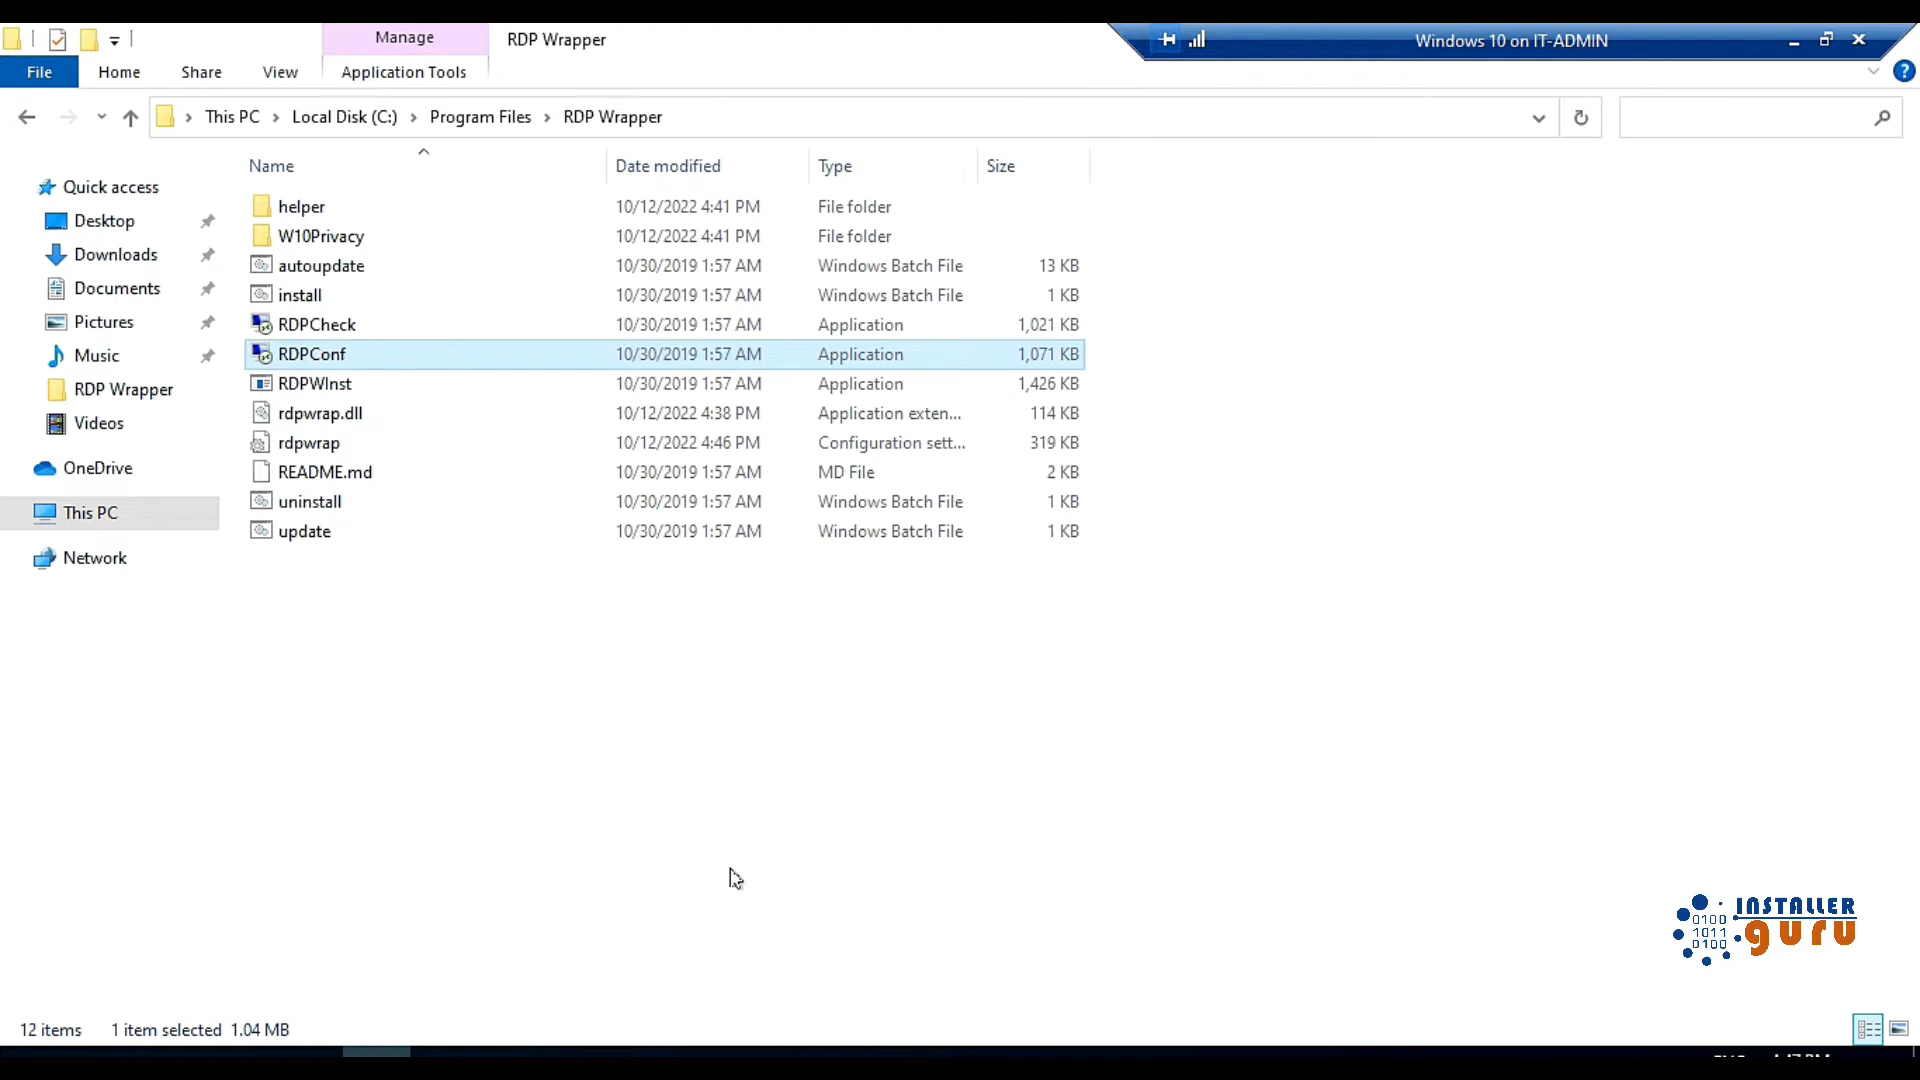 Manage
RDP Wrapper
Windows 10 on IT-ADMIN
File Home Share View Application Tools
This PC > Local Disk (C:) > Program Files > RDP Wrapper
Name Date modified Type Size
Quick access
Desktop
Downloads
Documents
Pictures
Music
RDP Wrapper
Videos
OneDrive
This PC
Network
helper 10/12/2022 4:41 PM File folder
W10Privacy 10/12/2022 4:41 PM File folder
autoupdate 10/30/2019 1:57 AM Windows Batch File 13 KB
install 10/30/2019 1:57 AM Windows Batch File 1 KB
RDPCheck 10/30/2019 1:57 AM Application 1,021 KB
RDPConf 10/30/2019 1:57 AM Application 1,071 KB
RDPWInst 10/30/2019 1:57 AM Application 1,426 KB
rdpwrap.dll 10/12/2022 4:38 PM Application exten... 114 KB
rdpwrap 10/12/2022 4:46 PM Configuration sett... 319 KB
README.md 10/30/2019 1:57 AM MD File 2 KB
uninstall 10/30/2019 1:57 AM Windows Batch File 1 KB
update 10/30/2019 1:57 AM Windows Batch File 1 KB
0100
1011
0100
INSTALLER
guru
12 items 1 item selected 1.04 MB